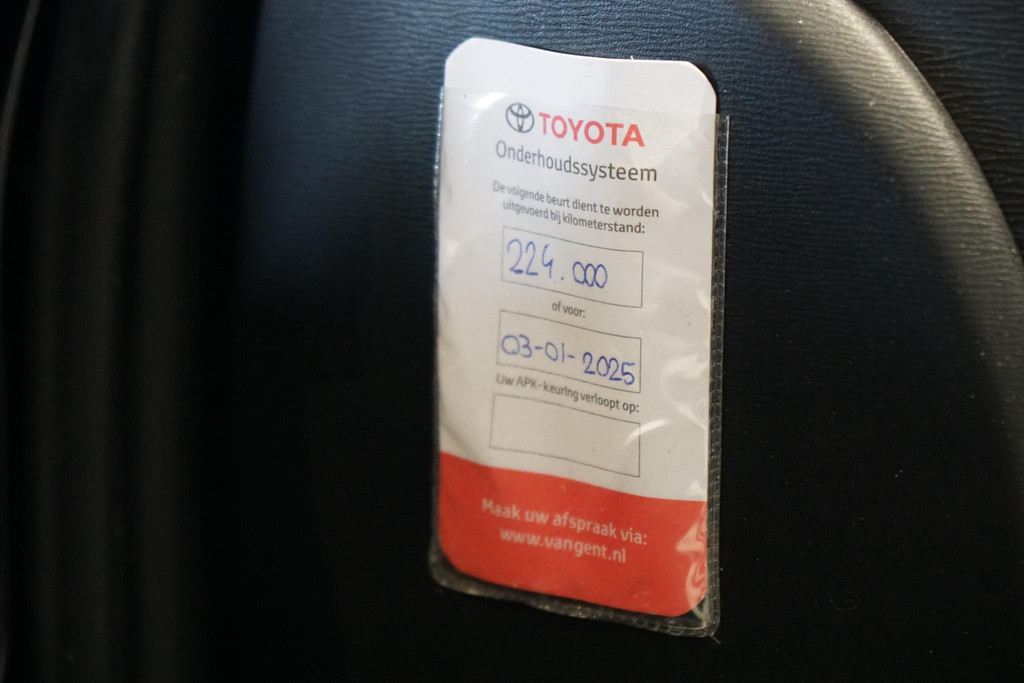 TOYOTA
Onderhoudssysteem
De volgende beurt dient te worden
uitgevoerd bij kilometerstand:
224.000
of voor:
03-01-2025
Uw APK-keuring verloopt op:
Maak uw afspraak via:
www.vangent.nl